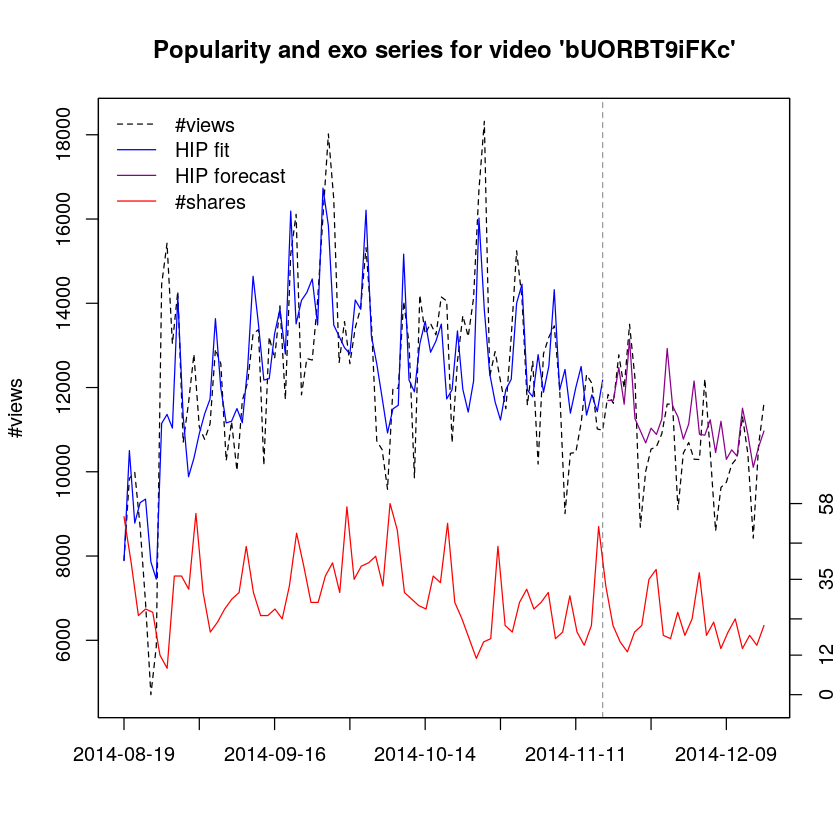 Popularity and exo series for video 'bUORBT9iFKc'
#views
HIP fit
HIP forecast
#shares
#views
18000
16000
14000
12000
10000
8000
6000
58
35
12
0
2014-08-19
2014-09-16
2014-10-14
2014-11-11
2014-12-09